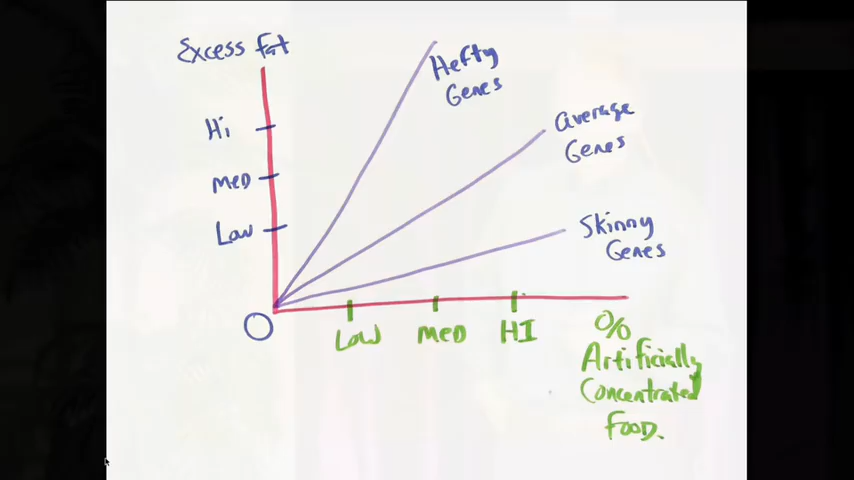 Excess fat
Hefty
Genes
Hi
average
Genes
MED
Low
Skinny
Genes
O
Low MED HI
%
Artificially
Concentrated
Food.